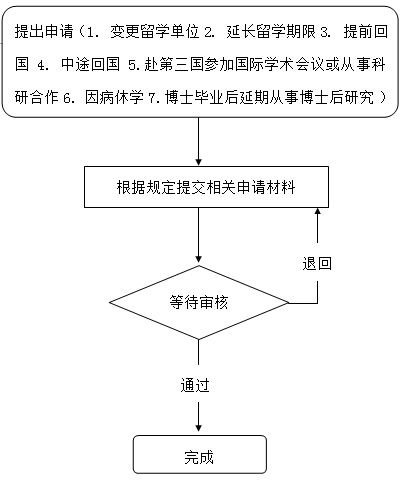 提出申请（1. 变更留学单位2. 延长留学期限3. 提前回
国 4. 中途回国 5.赴第三国参加国际学术会议或从事科
研合作6. 因病休学7.博士毕业后延期从事博士后研究 ）
根据规定提交相关申请材料
退回
等待审核
通过
完成